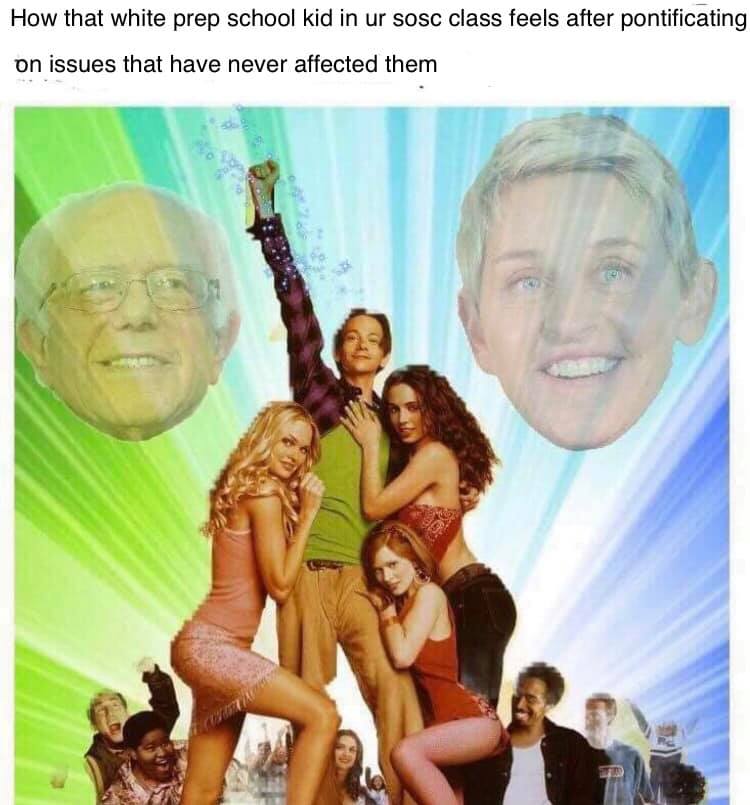 How that white prep school kid in ur sosc class feels after pontificating
on issues that have never affected them